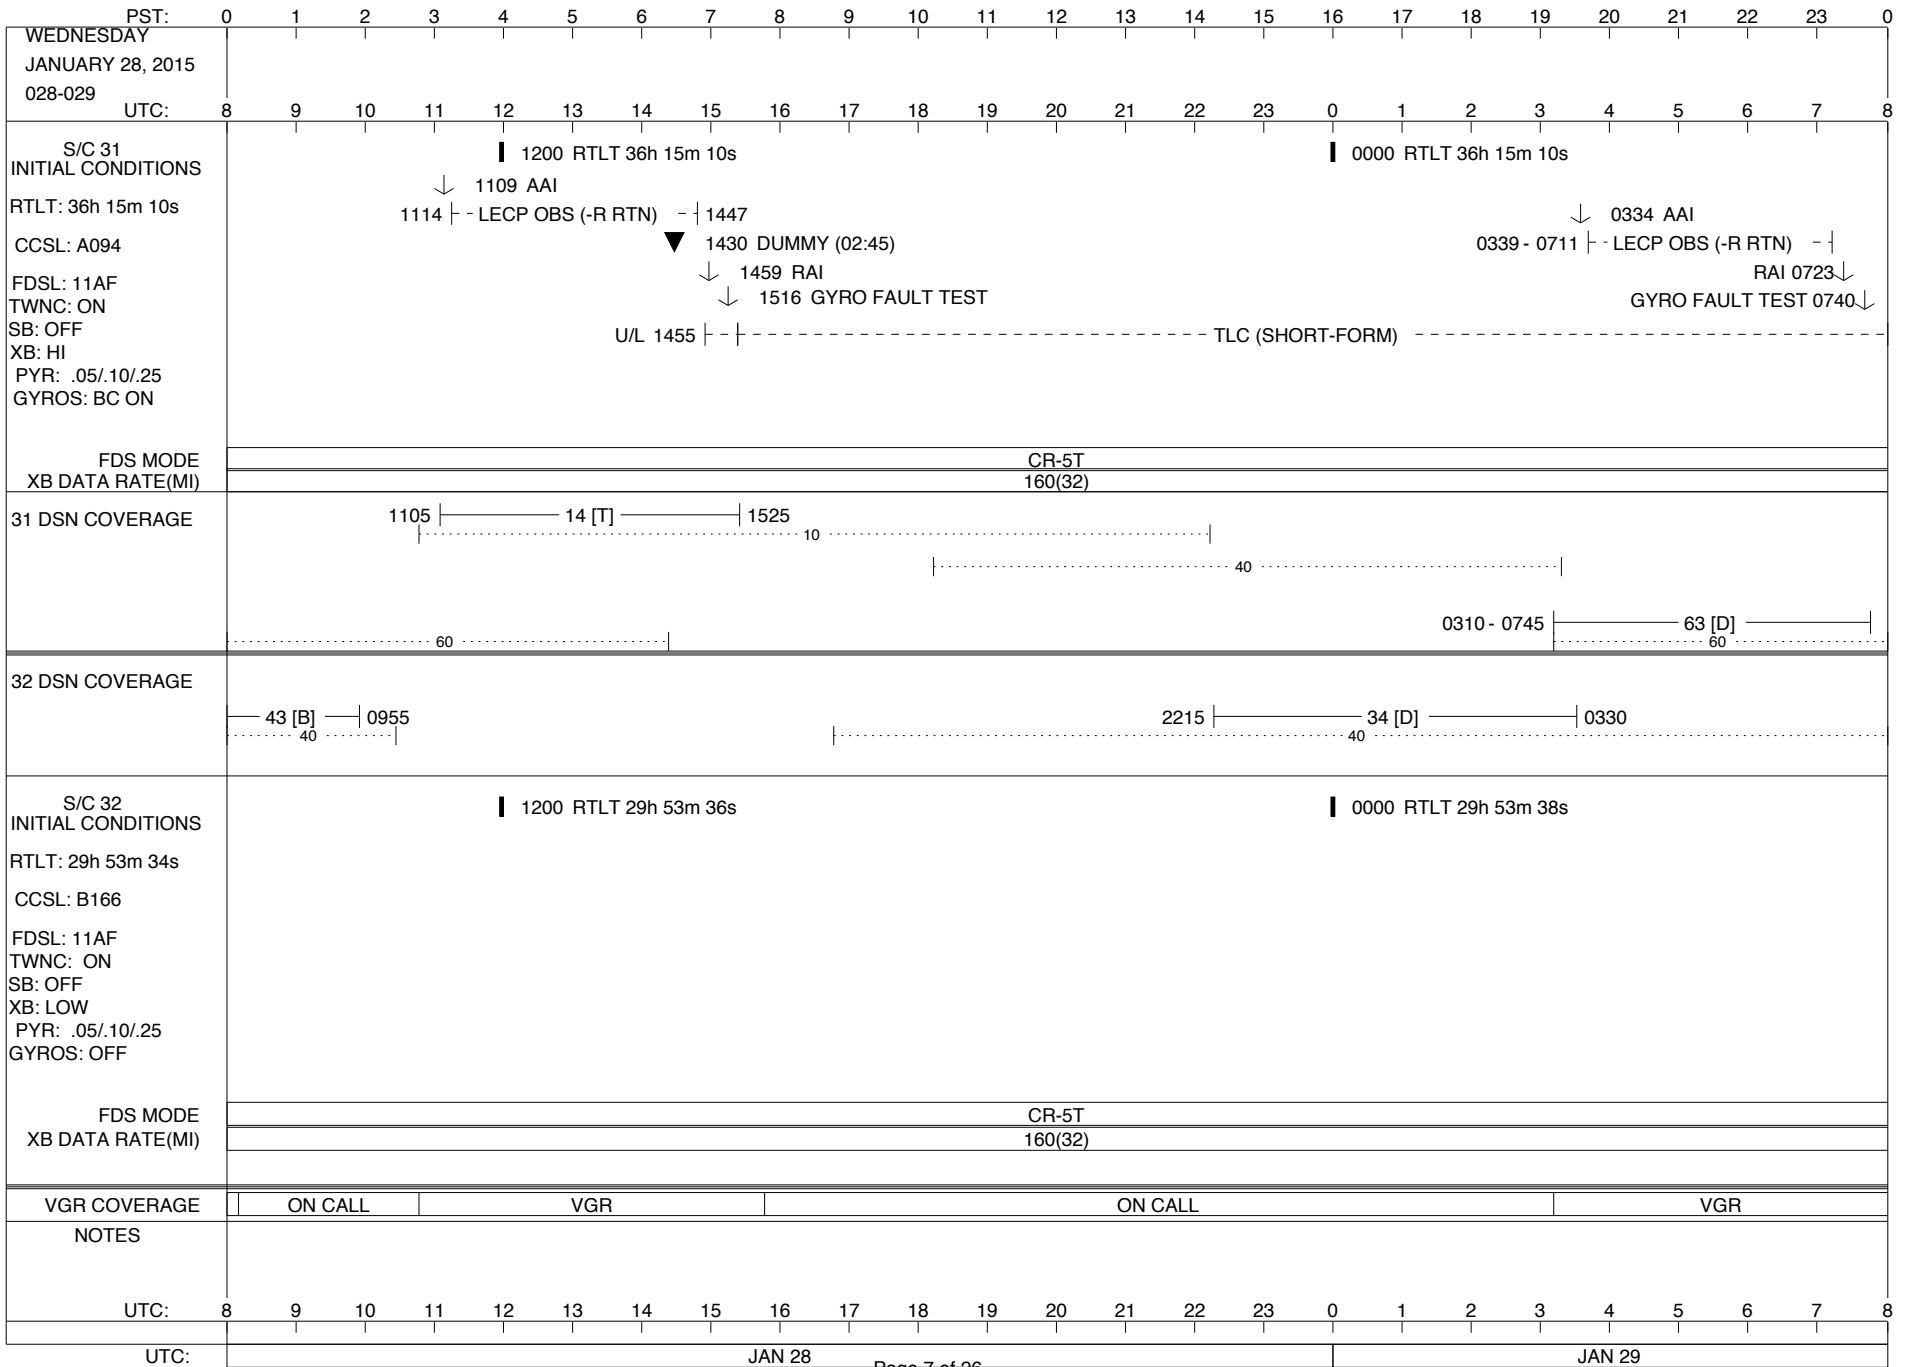 PST: 0 1 2 3 4 5 6 7 8 9 10 11 12 13 14 15 16 17 18 19 20 21 22 23 0
WEDNESDAY
JANUARY 28, 2015
028-029
UTC: 8 9 10 11 12 13 14 15 16 17 18 19 20 21 22 23 0 1 2 3 4 5 6 7 8
S/C 31
INITIAL CONDITIONS
RTLT: 36h 15m 10s
CCSL: A094
FDSL: 11AF
TWNC: ON
SB: OFF
XB: HI
PYR: .05/.10/.25
GYROS: BC ON
1200 RTLT 36h 15m 10s
0000 RTLT 36h 15m 10s
1109 AAI
1114 LECP OBS (-R RTN) 1447
1430 DUMMY (02:45)
1459 RAI
1516 GYRO FAULT TEST
U/L 1455
TLC (SHORT-FORM)
0334 AAI
0339 - 0711 LECP OBS (-R RTN)
RAI 0723
GYRO FAULT TEST 0740
FDS MODE CR-5T
XB DATA RATE(MI) 160(32)
31 DSN COVERAGE
1105 14 [T] 1525
10
40
0310 - 0745 63 [D]
60 60
32 DSN COVERAGE
43 [B] 0955 2215 34 [D] 0330
40 40
S/C 32
INITIAL CONDITIONS
RTLT: 29h 53m 34s
CCSL: B166
FDSL: 11AF
TWNC: ON
SB: OFF
XB: LOW
PYR: .05/.10/.25
GYROS: OFF
1200 RTLT 29h 53m 36s
0000 RTLT 29h 53m 38s
FDS MODE CR-5T
XB DATA RATE(MI) 160(32)
VGR COVERAGE ON CALL VGR ON CALL VGR
NOTES
UTC: 8 9 10 11 12 13 14 15 16 17 18 19 20 21 22 23 0 1 2 3 4 5 6 7 8
UTC: JAN 28 JAN 29
Page 7 of 26